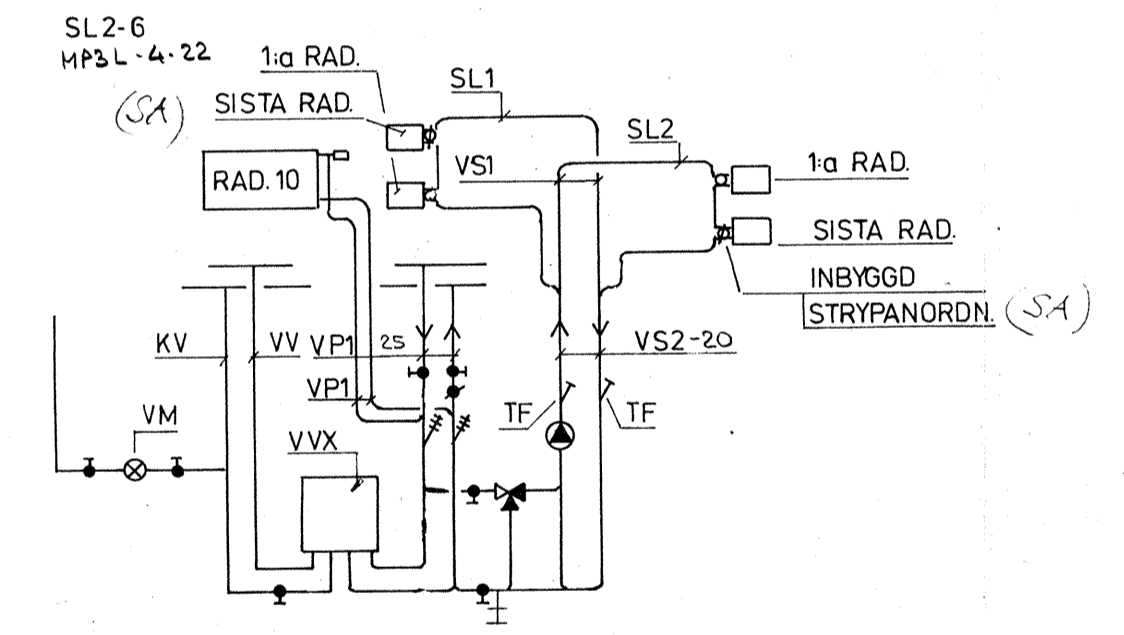 SL2-6
MP3L-4-22
1:a RAD.
SL1
(SA)
SISTA RAD.
SL2
VS1
1:a RAD.
RAD. 10
SISTA RAD.
INBYGGD
STRYPANORDN. (SA)
KV
VV
VP1 25
VS2-20
VP1
VM
TF
TF
VVX